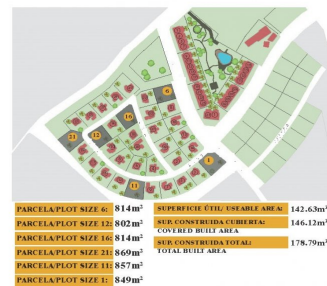 6
16
12
21
1
11
PARCELA/PLOT SIZE 6: 814m²
PARCELA/PLOT SIZE 12: 802m²
PARCELA/PLOT SIZE 16: 814m²
PARCELA/PLOT SIZE 21: 869m²
PARCELA/PLOT SIZE 11: 857m²
PARCELA/PLOT SIZE 1: 849m²
SUPERFICIE ÚTIL/ USEABLE AREA: 142.63m²
SUP. CONSTRUIDA CUBIERTA: 146.12m²
COVERED BUILT AREA
SUP. CONSTRUIDA TOTAL: 178.79m²
TOTAL BUILT AREA